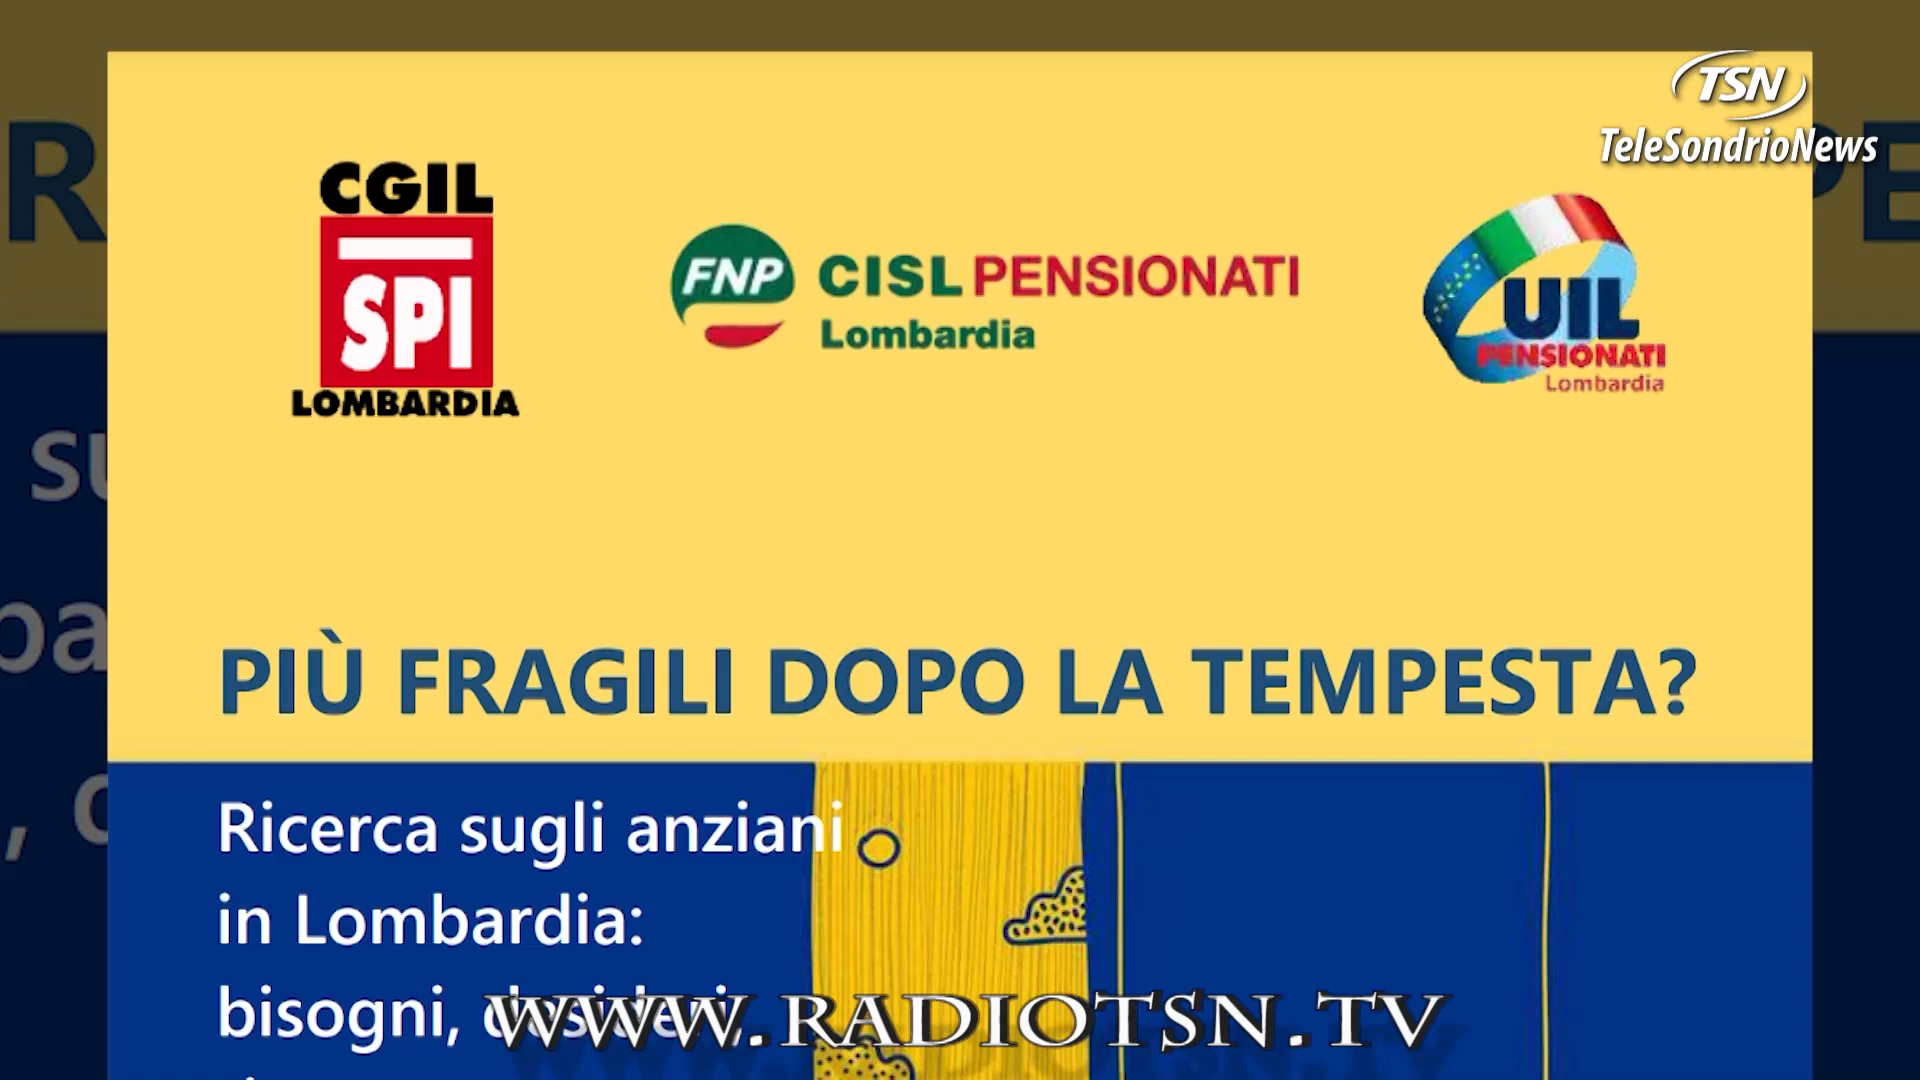 TSN
TeleSondrioNews
CGIL
SPI
LOMBARDIA
FNP CISL PENSIONATI
Lombardia
UIL
PENSIONATI
Lombardia
PIÙ FRAGILI DOPO LA TEMPESTA?
Ricerca sugli anziani
in Lombardia:
bisogni, desideri,
WWW.RADIOTSN.TV